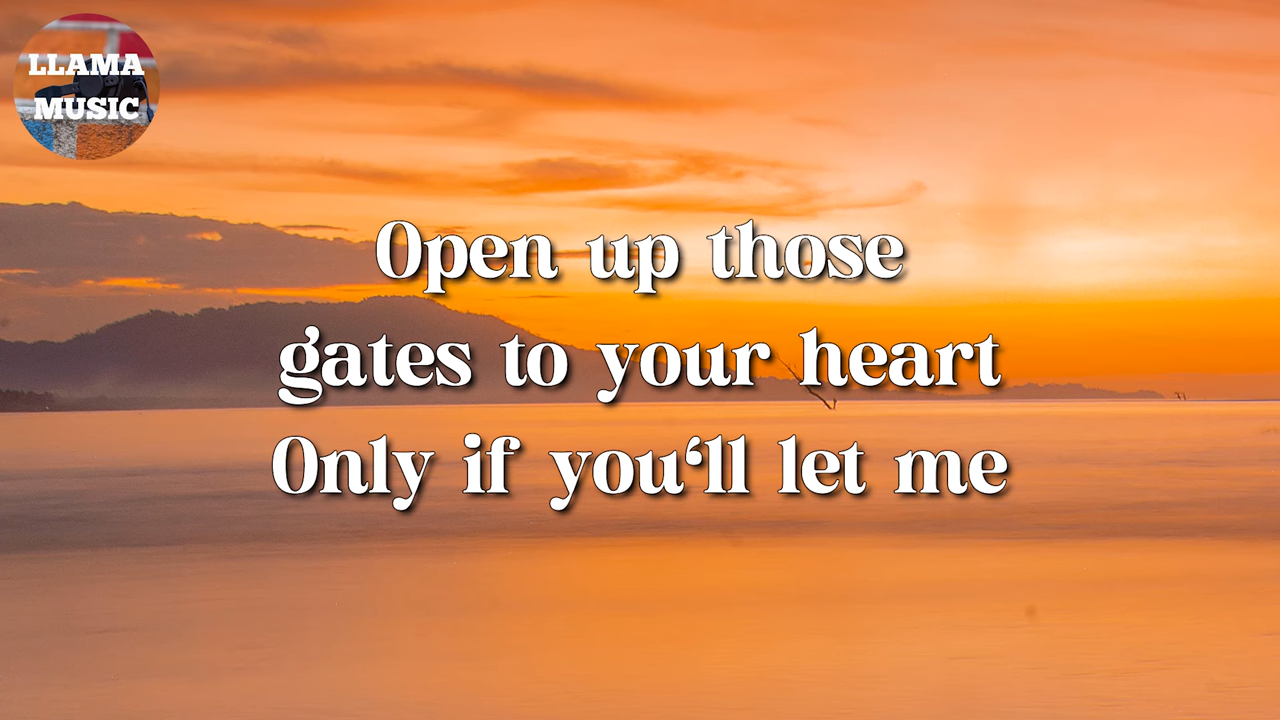 LLAMA
MUSIC
Open up those
gates to your heart
Only if you‘ll let me